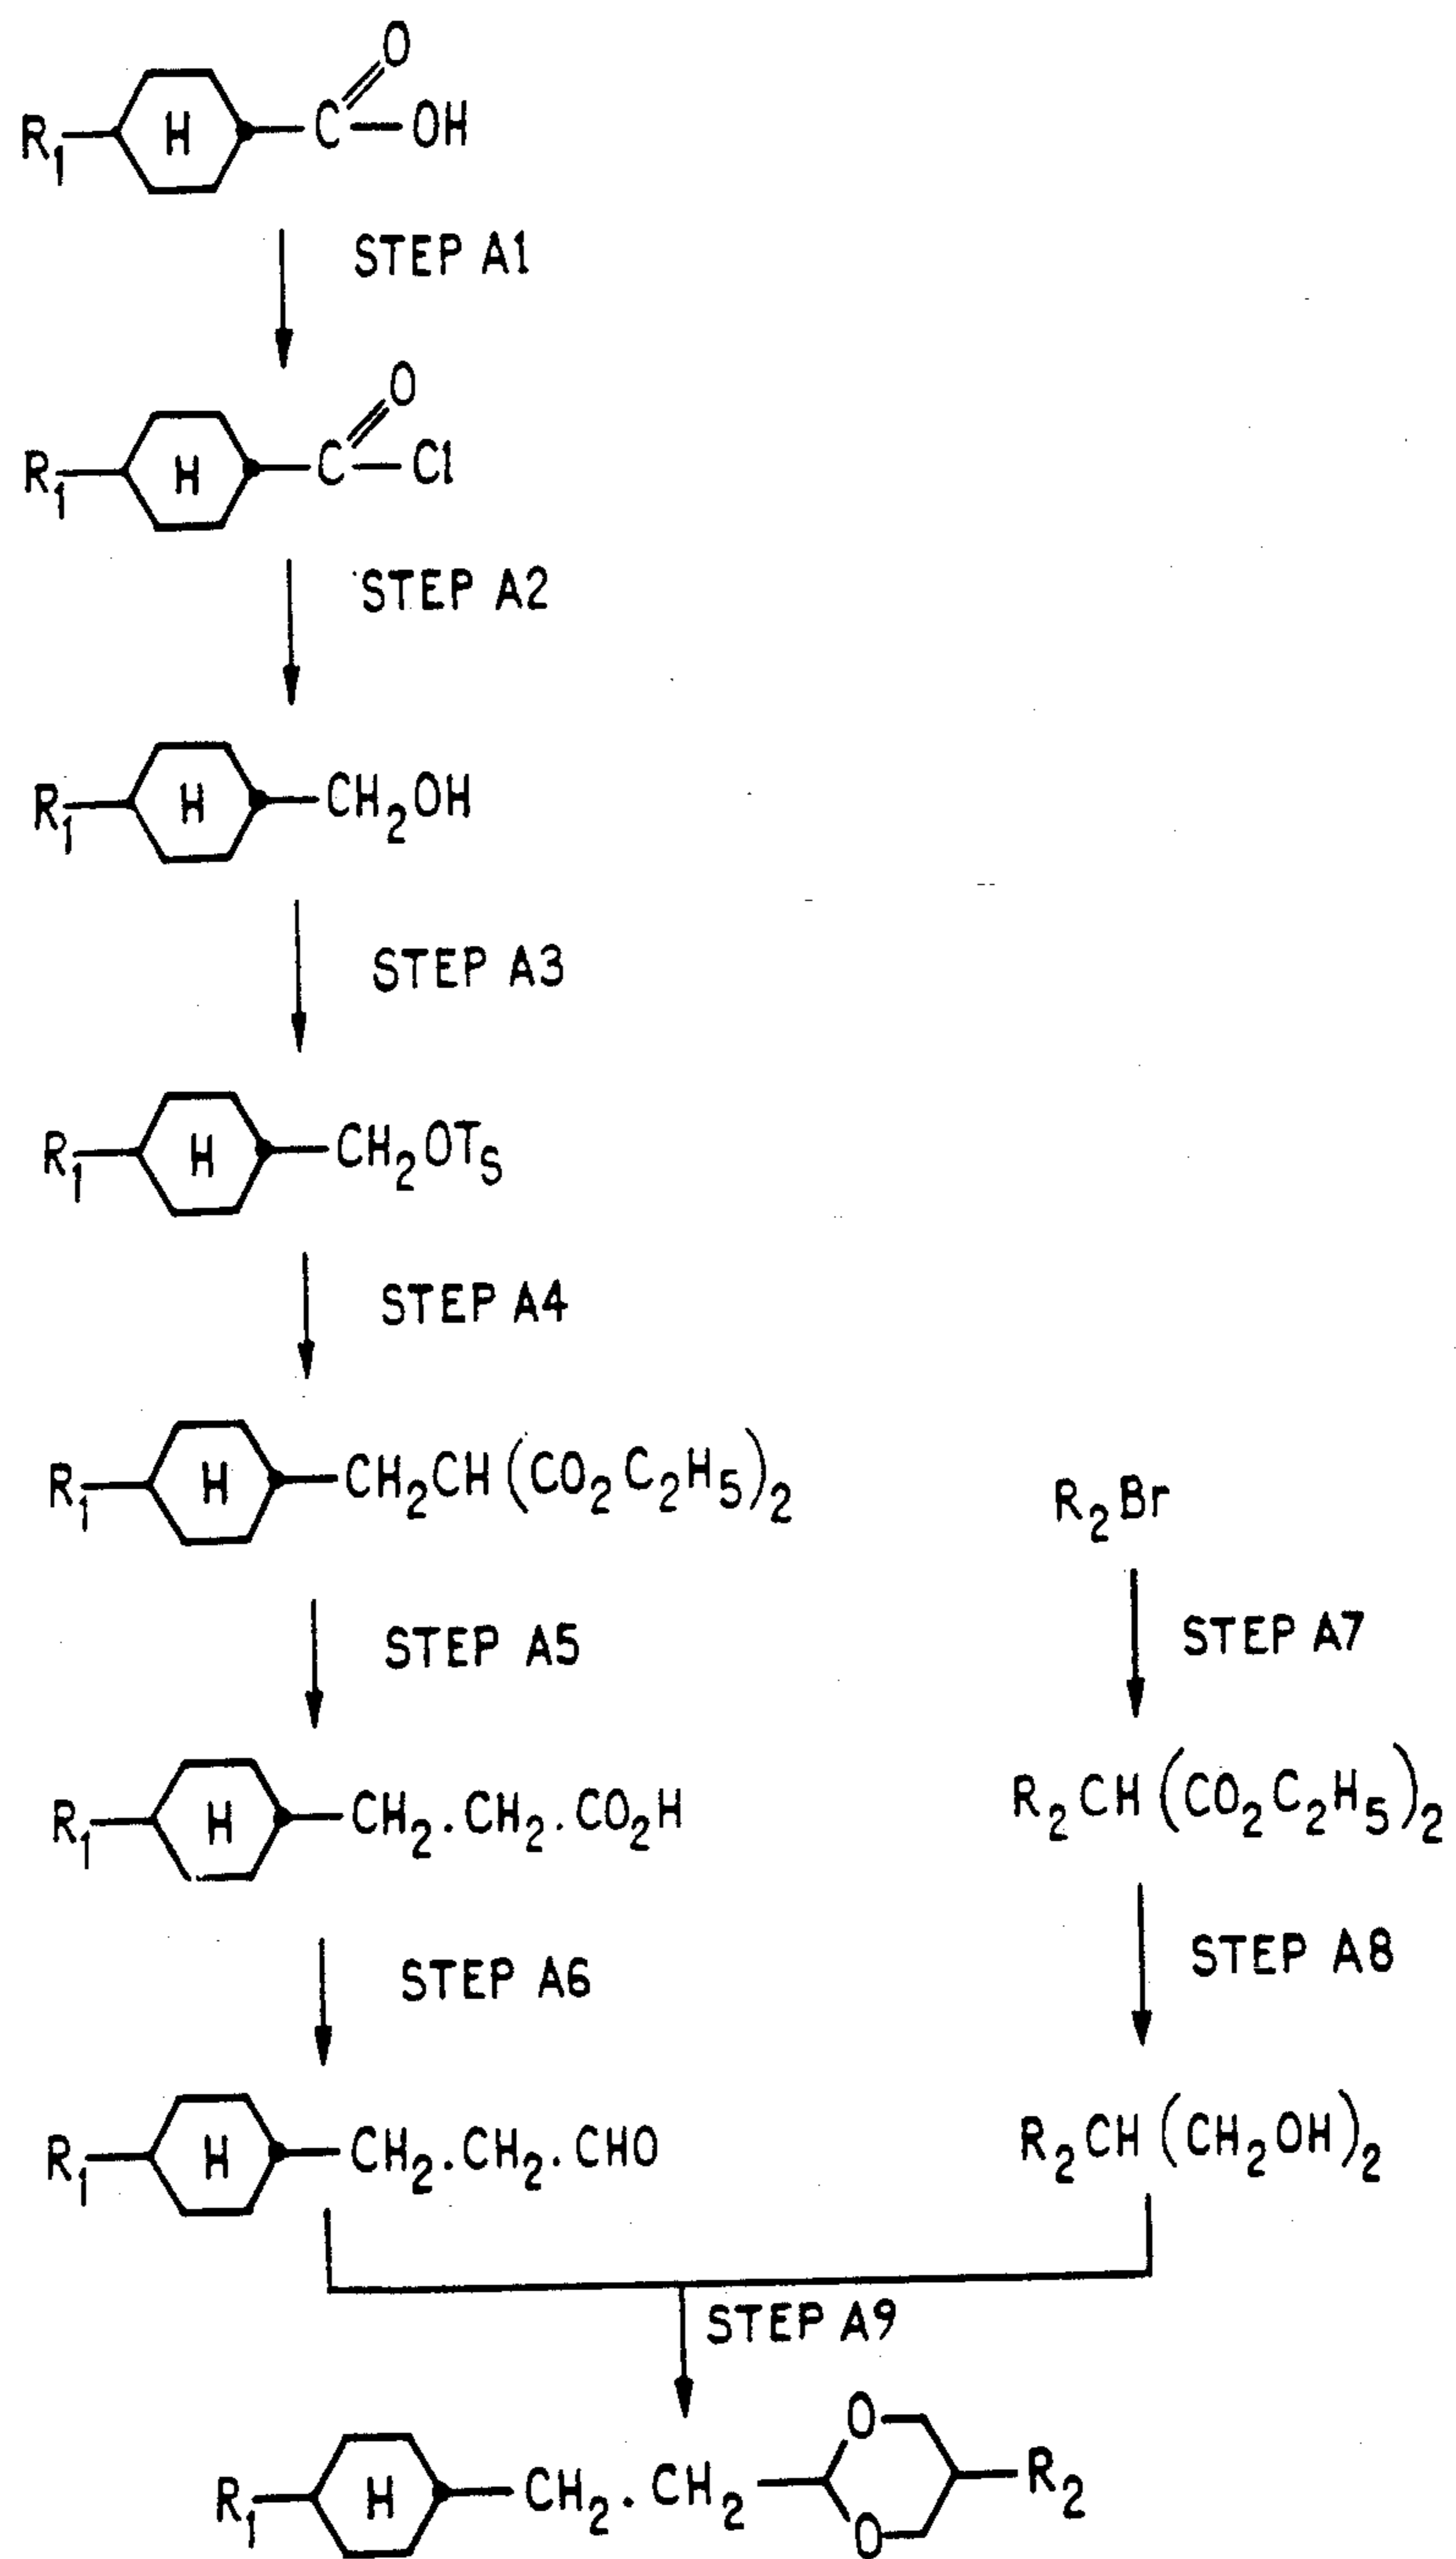 O
R1 H C OH
STEP A1
O
R1 H C Cl
STEP A2
R1 H CH2OH
STEP A3
R1 H CH2OTS
STEP A4
R1 H CH2CH(CO2C2H5)2
R2Br
STEP A5
STEP A7
R1 H CH2.CH2.CO2H
R2CH(CO2C2H5)2
STEP A6
STEP A8
R1 H CH2.CH2.CHO
R2CH(CH2OH)2
STEP A9
O
R1 H CH2.CH2 R2
O